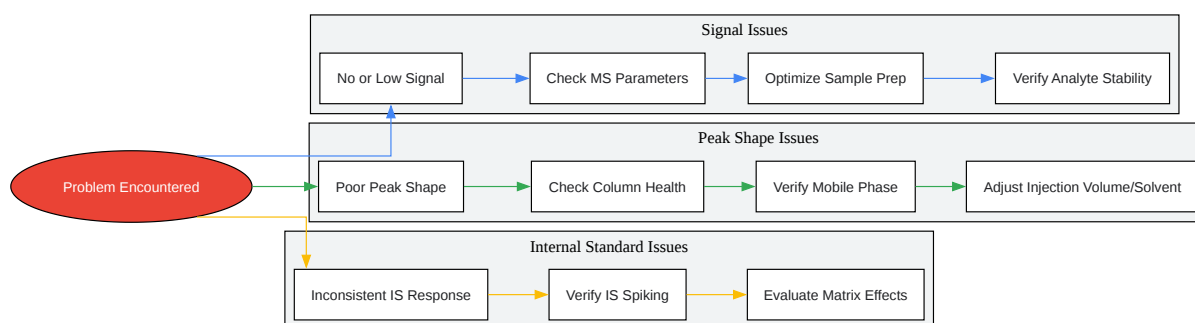 Signal Issues
No or Low Signal
Check MS Parameters
Optimize Sample Prep
Verify Analyte Stability
Problem Encountered
Peak Shape Issues
Poor Peak Shape
Check Column Health
Verify Mobile Phase
Adjust Injection Volume/Solvent
Internal Standard Issues
Inconsistent IS Response
Verify IS Spiking
Evaluate Matrix Effects